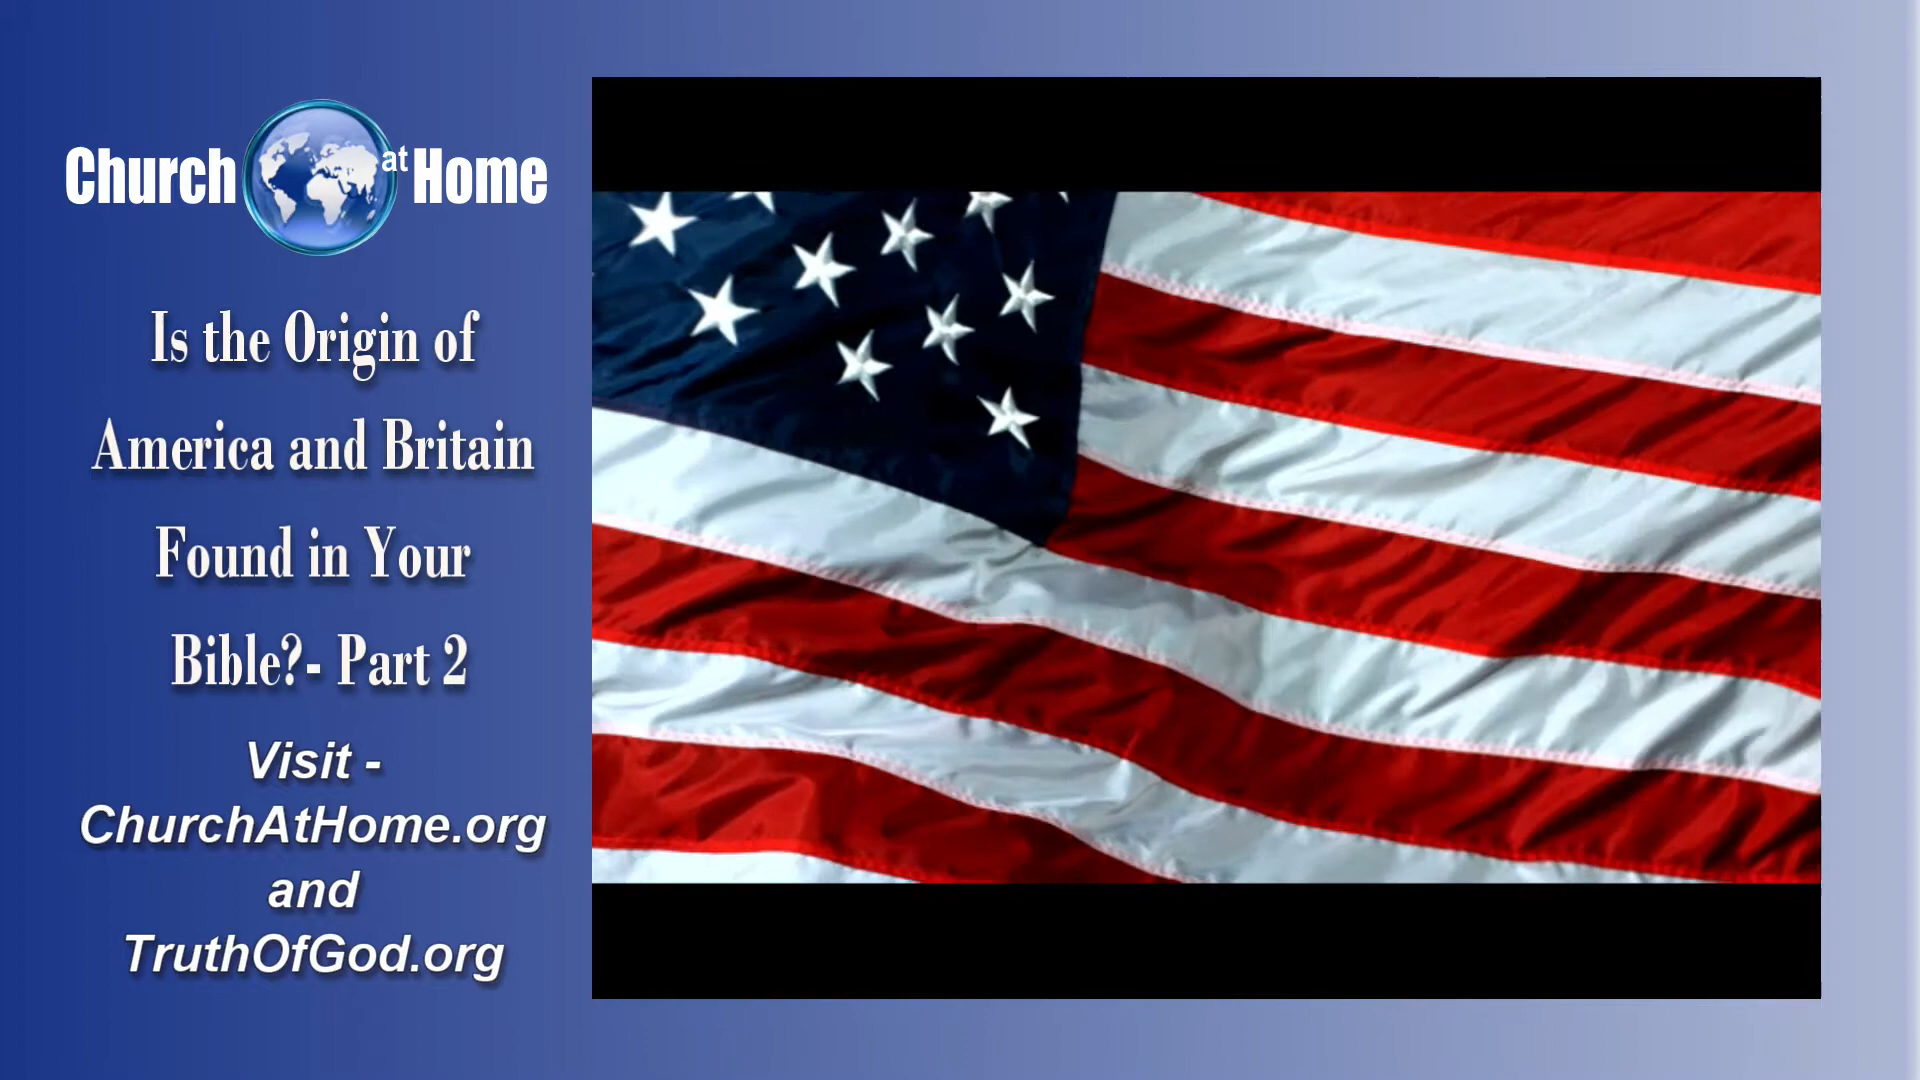 Church at Home
Is the Origin of
America and Britain
Found in Your
Bible?- Part 2
Visit -
ChurchAtHome.org
and
TruthOfGod.org